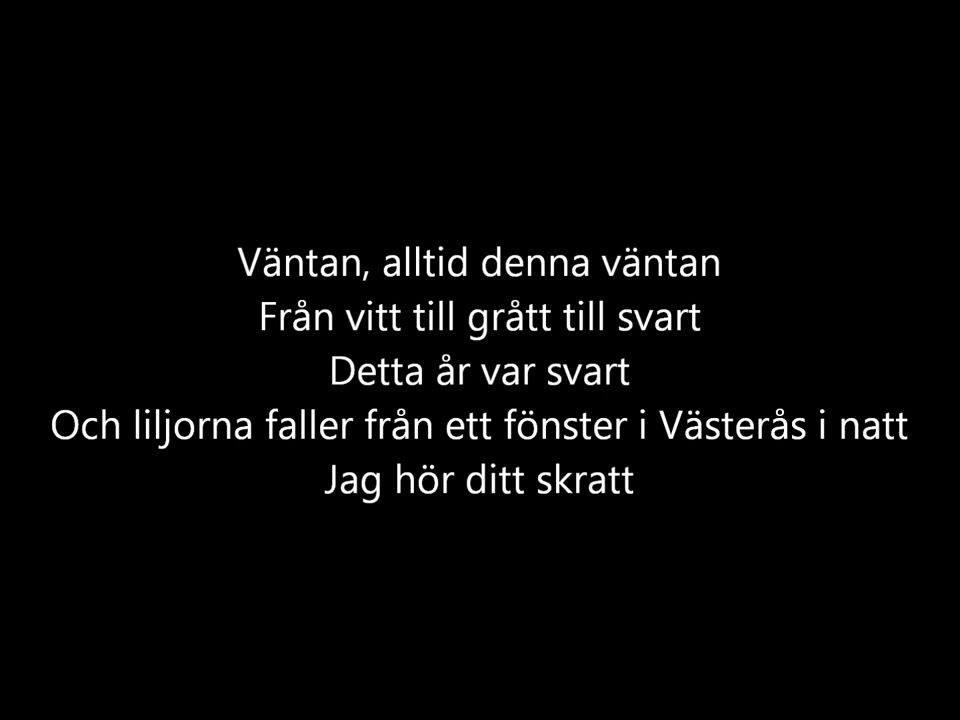 Väntan, alltid denna väntan
Från vitt till grått till svart
Detta år var svart
Och liljorna faller från ett fönster i Västerås i natt
Jag hör ditt skratt